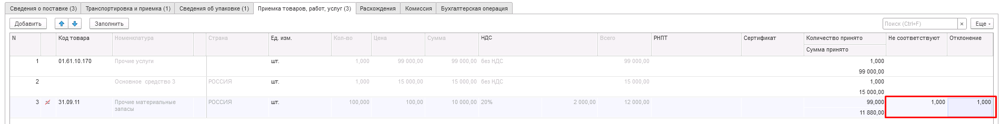 Сведения о поставке (3) Транспортировка и приемка (1) Сведения об упаковке (1) Приемка товаров, работ, услуг (3) Расхождения Комиссия Бухгалтерская операция
Добавить Заполнить Поиск (Ctrl+F) × Еще
N Код товара Номенклатура Страна Ед. изм. Кол-во Цена Сумма НДС Всего РНПТ Сертификат Количество принято Не соответствуют Отклонение
Сумма принято
1 01.61.10.170 Прочие услуги шт. 1,000 99 000,00 99 000,00 без НДС 99 000,00 1,000
99 000,00
2 Основное средство 3 РОССИЯ шт. 1,000 15 000,00 15 000,00 без НДС 15 000,00 1,000
15 000,00
3 31.09.11 Прочие материальные РОССИЯ шт. 100,000 100,00 10 000,00 20% 2 000,00 12 000,00 99,000 1,000 1,000
запасы 11 880,00